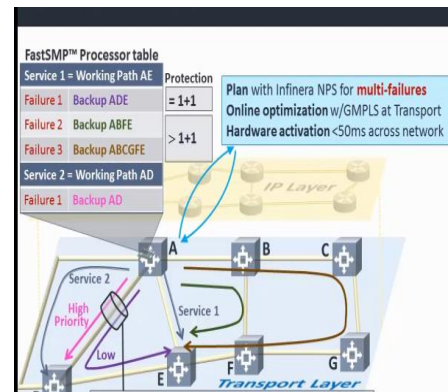 FastSMP™ Processor table
Service 1 = Working Path AE
Protection
Failure 1 Backup ADE
= 1+1
Failure 2 Backup ABFE
> 1+1
Failure 3 Backup ABCGFE
Service 2 = Working Path AD
Failure 1 Backup AD
Plan with Infinera NPS for multi-failures
Online optimization w/GMPLS at Transport
Hardware activation <50ms across network
IP Layer
A
B
C
Service 2
High
Priority
Service 1
Low
E
F
G
Transport Layer